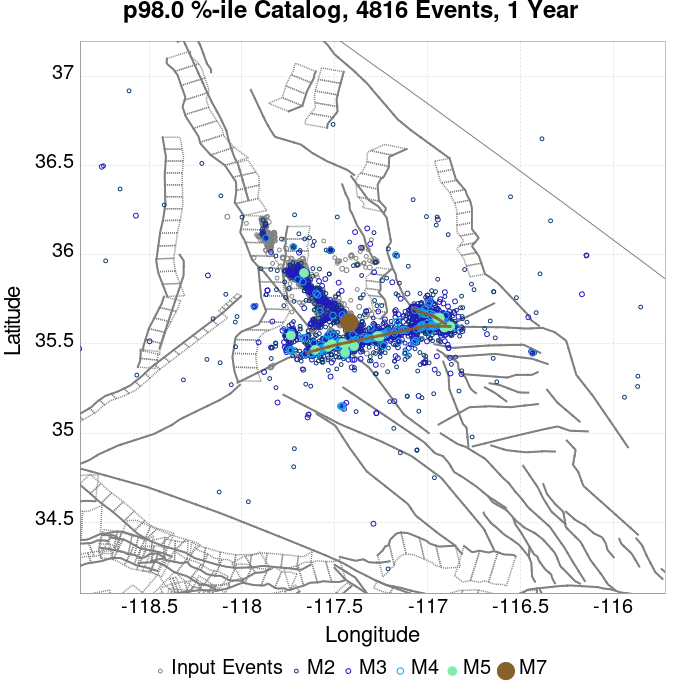 p98.0 %-ile Catalog, 4816 Events, 1 Year
37
36.5
36
35.5
35
34.5
Latitude
-118.5 -118 -117.5 -117 -116.5 -116
Longitude
Input Events M2 M3 M4 M5 M7